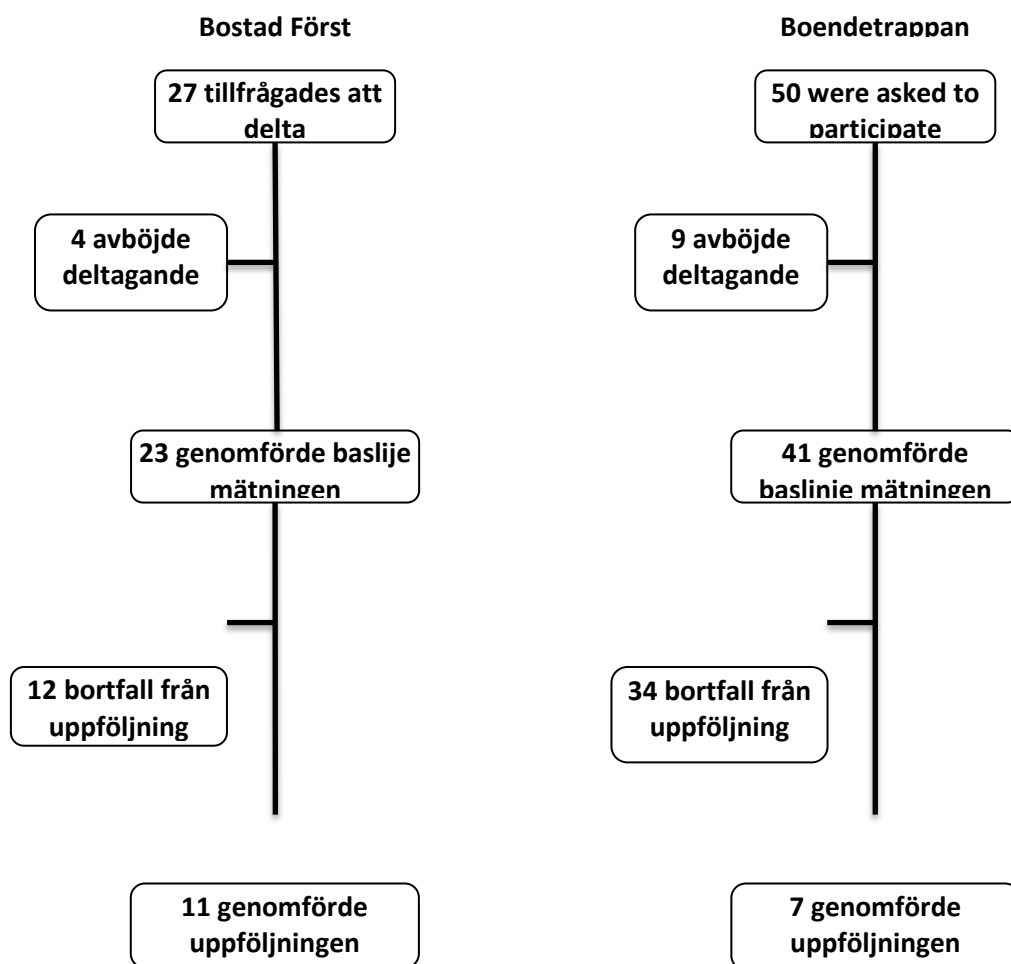 Bostad Först
27 tillfrågades att
delta
4 avböjde
deltagande
23 genomförde baslije
mätningen
12 bortfall från
uppföljning
11 genomförde
uppföljningen
Boendetrappan
50 were asked to
participate
9 avböjde
deltagande
41 genomförde
baslinie mätningen
34 bortfall från
uppföljning
7 genomförde
uppföljningen